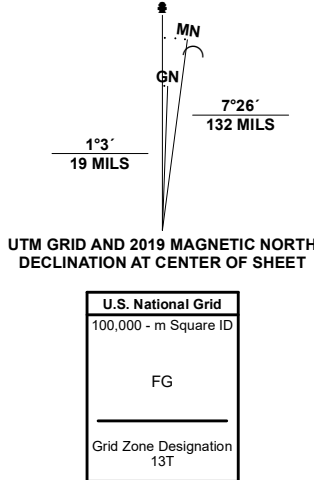 MN
GN
7°26´
132 MILS
1°3´
19 MILS
UTM GRID AND 2019 MAGNETIC NORTH
DECLINATION AT CENTER OF SHEET
U.S. National Grid
100,000 - m Square ID
FG
Grid Zone Designation
13T